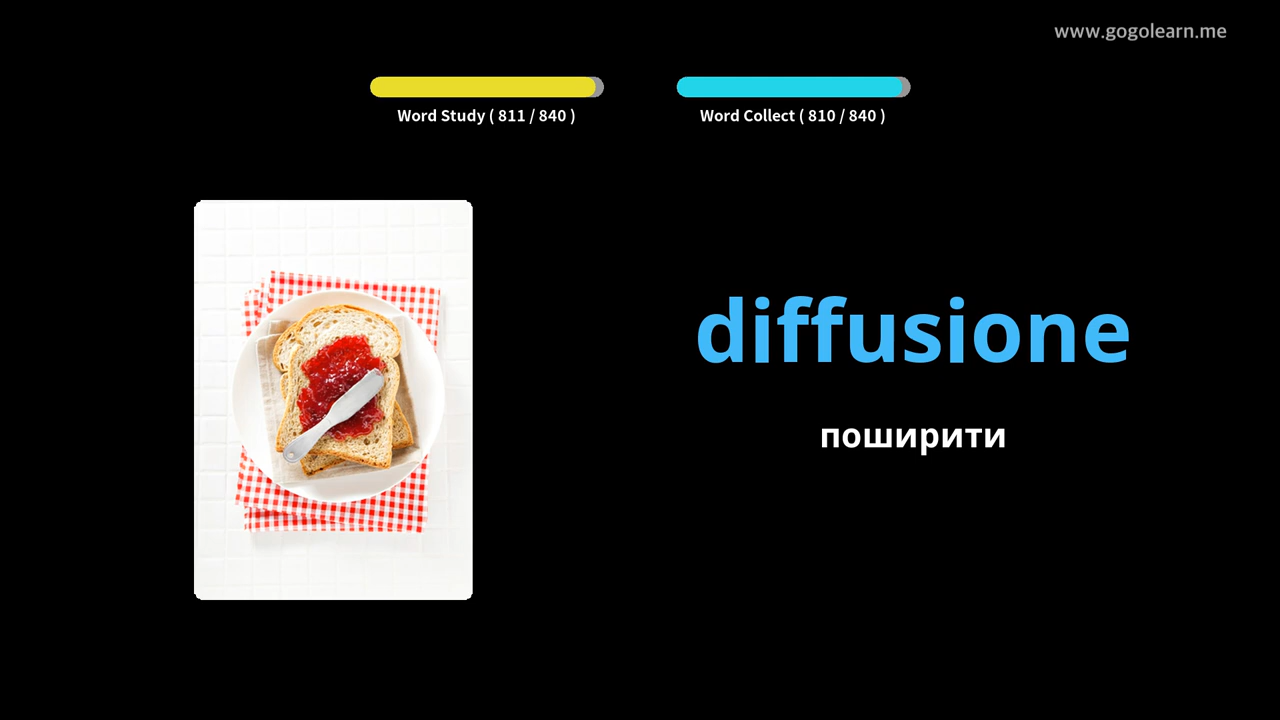 www.gogolearn.me
Word Study ( 811 / 840 )
Word Collect ( 810 / 840 )
diffusione
поширити